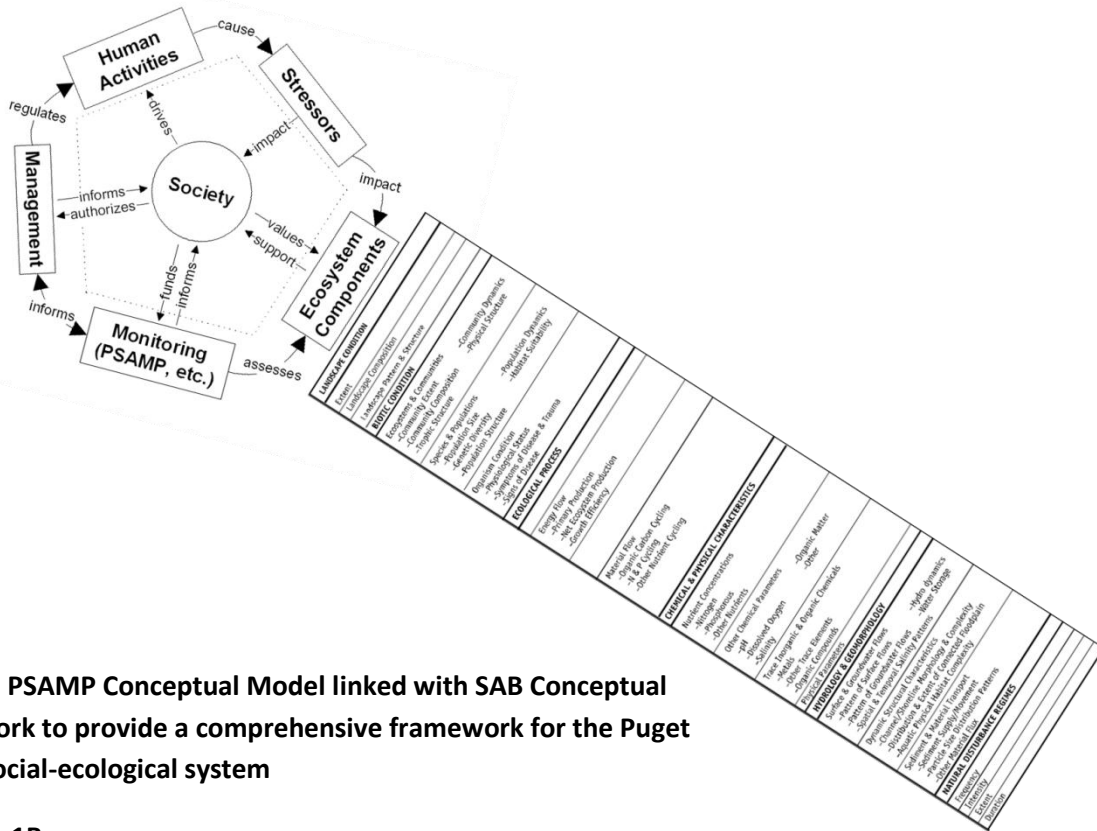 Human
Activities
cause
Stressors
regulates
drives
impact
impact
Management
informs
authorizes
Society
values
support
Ecosystem
Components
funds
informs
informs
Monitoring
(PSAMP, etc.)
assesses
LANDSCAPE CONDITION
Extent
Landscape Composition
Landscape Pattern & Structure
BIOTIC CONDITION
Ecosystems & Communities
–Community Extent
–Community Composition
–Trophic Structure
–Community Dynamics
–Physical Structure
Species & Populations
–Population Size
–Genetic Diversity
–Population Structure
–Population Dynamics
–Habitat Suitability
Organism Condition
–Physiological Status
–Symptoms of Disease & Trauma
–Signs of Disease
ECOLOGICAL PROCESS
Energy Flow
–Primary Production
–Net Ecosystem Production
–Growth Efficiency
Material Flow
–Organic Carbon Cycling
–N & P Cycling
–Other Nutrient Cycling
CHEMICAL & PHYSICAL CHARACTERISTICS
Nutrient Concentrations
–Nitrogen
–Phosphorous
–Other Nutrients
Other Chemical Parameters
–pH
–Dissolved Oxygen
–Salinity
–Organic Matter
–Other
Trace Inorganic & Organic Chemicals
–Metals
–Other Trace Elements
–Organic Compounds
Physical Parameters
HYDROLOGY & GEOMORPHOLOGY
Surface & Groundwater Flows
–Pattern of Surface Flows
–Pattern of Groundwater Flows
–Spatial & Temporal Salinity Patterns
–Hydro dynamics
–Water Storage
Dynamic Structural Characteristics
–Channel/Shoreline Morphology & Complexity
–Distribution & Extent of Connected Floodplain
–Aquatic Physical Habitat Complexity
Sediment & Material Transport
–Sediment Supply/Movement
–Particle Size Distribution Patterns
–Other Material Flux
NATURAL DISTURBANCE REGIMES
Frequency
Intensity
Extent
Duration
PSAMP Conceptual Model linked with SAB Conceptual
ork to provide a comprehensive framework for the Puget
ocial-ecological system